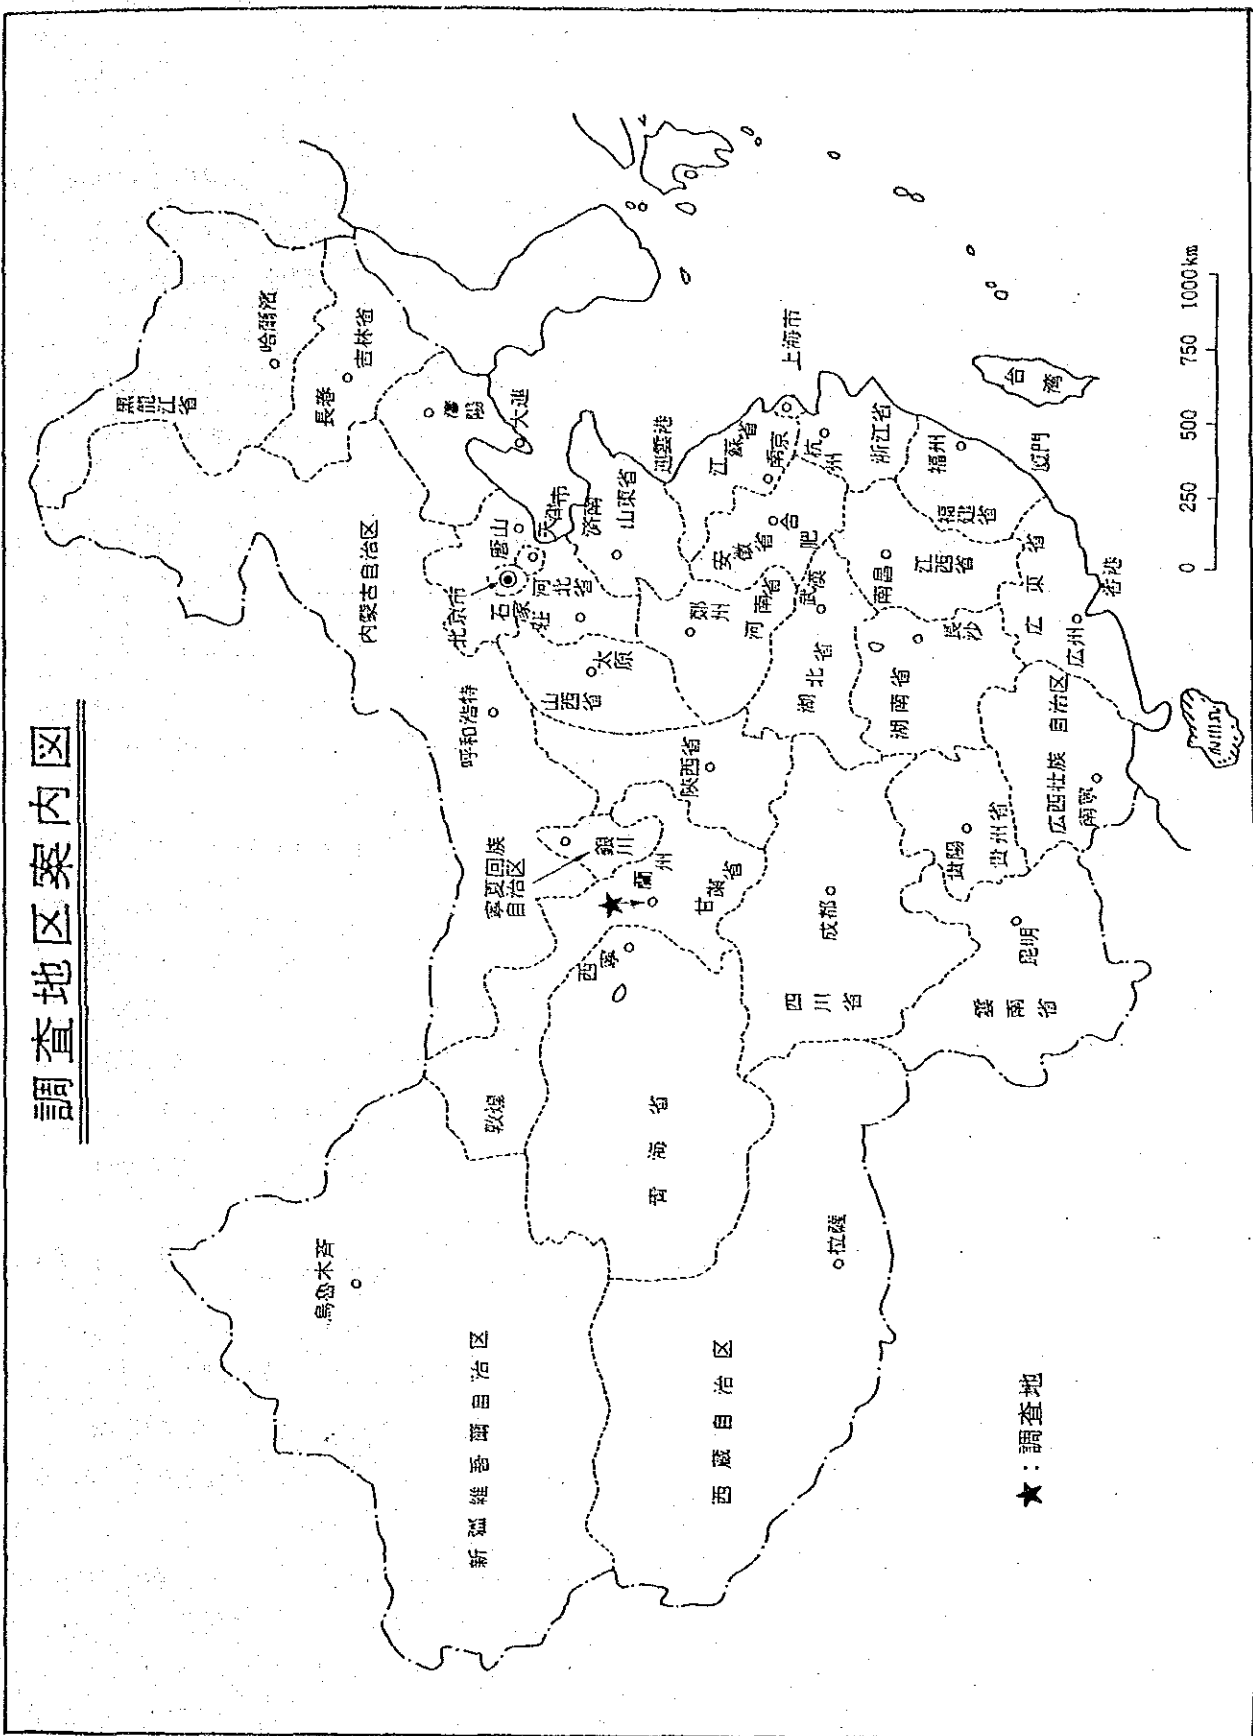 調査地区案内図
黒龍江省
哈爾濱
長春
吉林省
瀋陽
大連
内蒙古自治区
北京市
唐山
天津市
石家荘
河北省
済南
山東省
呼和浩特
山西省
太原
連雲港
江蘇省
南京
上海市
安徽省
合肥
杭州
浙江省
鄭州
河南省
武漢
湖北省
陝西省
寧夏回族
自治区
銀川
蘭州
甘粛省
西寧
敦煌
青海省
烏魯木斉
新疆維吾爾自治区
西蔵自治区
拉薩
四川省
成都
南昌
江西省
福州
福建省
厦門
台湾
湖南省
長沙
広東省
広州
香港
貴陽
貴州省
広西壮族自治区
南寧
昆明
雲南省
★：調査地
0 250 500 750 1000km